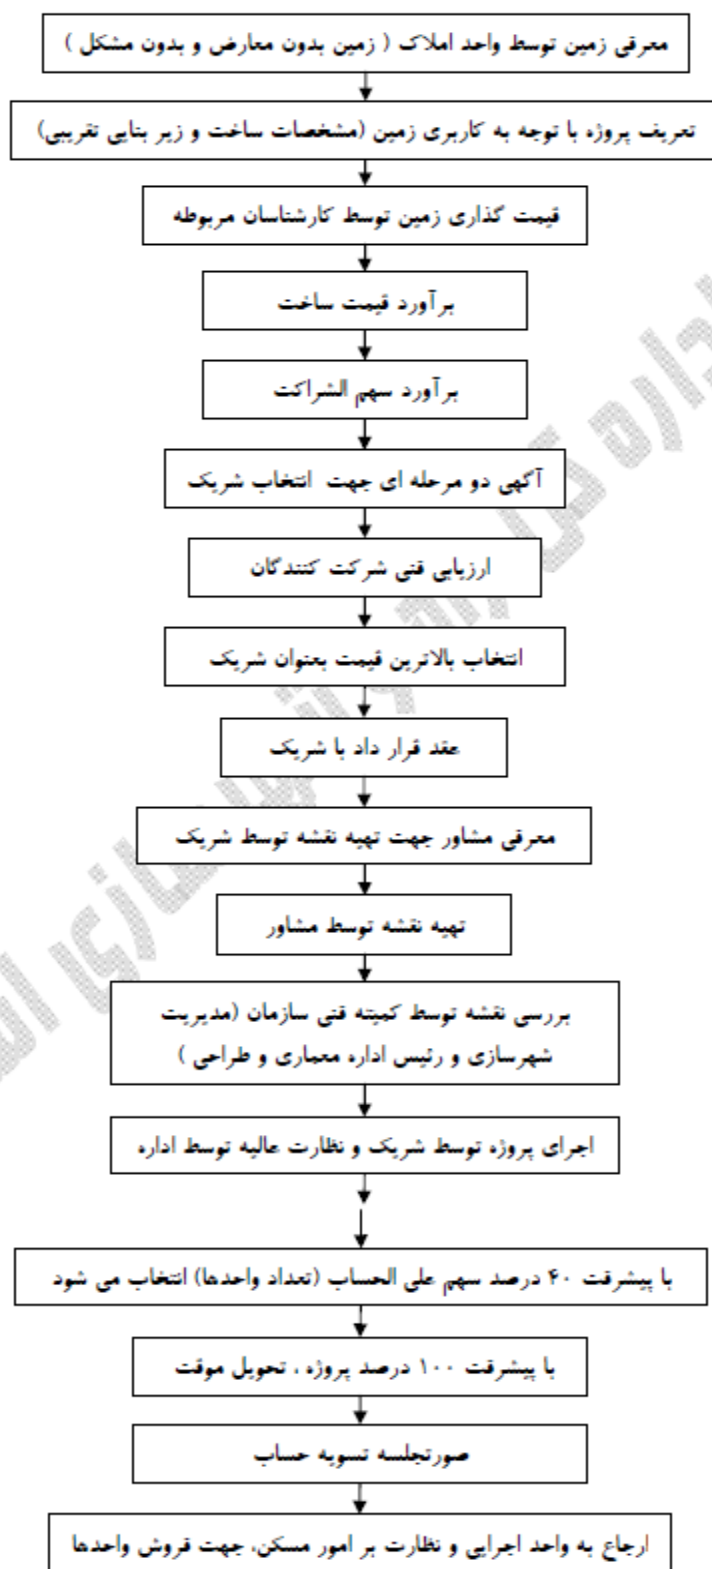 معرفی زمین توسط واحد املاک ( زمین بدون معارض و بدون مشکل )
تعریف پروژه با توجه به کاربری زمین (مشخصات ساخت و زیر بنایی تقریبی)
قیمت گذاری زمین توسط کارشناسان مربوطه
برآورد قیمت ساخت
برآورد سهم الشراکت
آگهی دو مرحله ای جهت انتخاب شریک
ارزیابی فنی شرکت کنندگان
انتخاب بالاترین قیمت بعنوان شریک
عقد قرار داد با شریک
معرفی مشاور جهت تهیه نقشه توسط شریک
تهیه نقشه توسط مشاور
بررسی نقشه توسط کمیته فنی سازمان (مدیریت
شهرسازی و رئیس اداره معماری و طراحی )
اجرای پروژه توسط شریک و نظارت عالیه توسط اداره
با پیشرفت ۴۰ درصد سهم علی الحساب (تعداد واحدها) انتخاب می شود
با پیشرفت ۱۰۰ درصد پروژه ، تحویل موقت
صورتجلسه تسویه حساب
ارجاع به واحد اجرایی و نظارت بر امور مسکن، جهت فروش واحدها